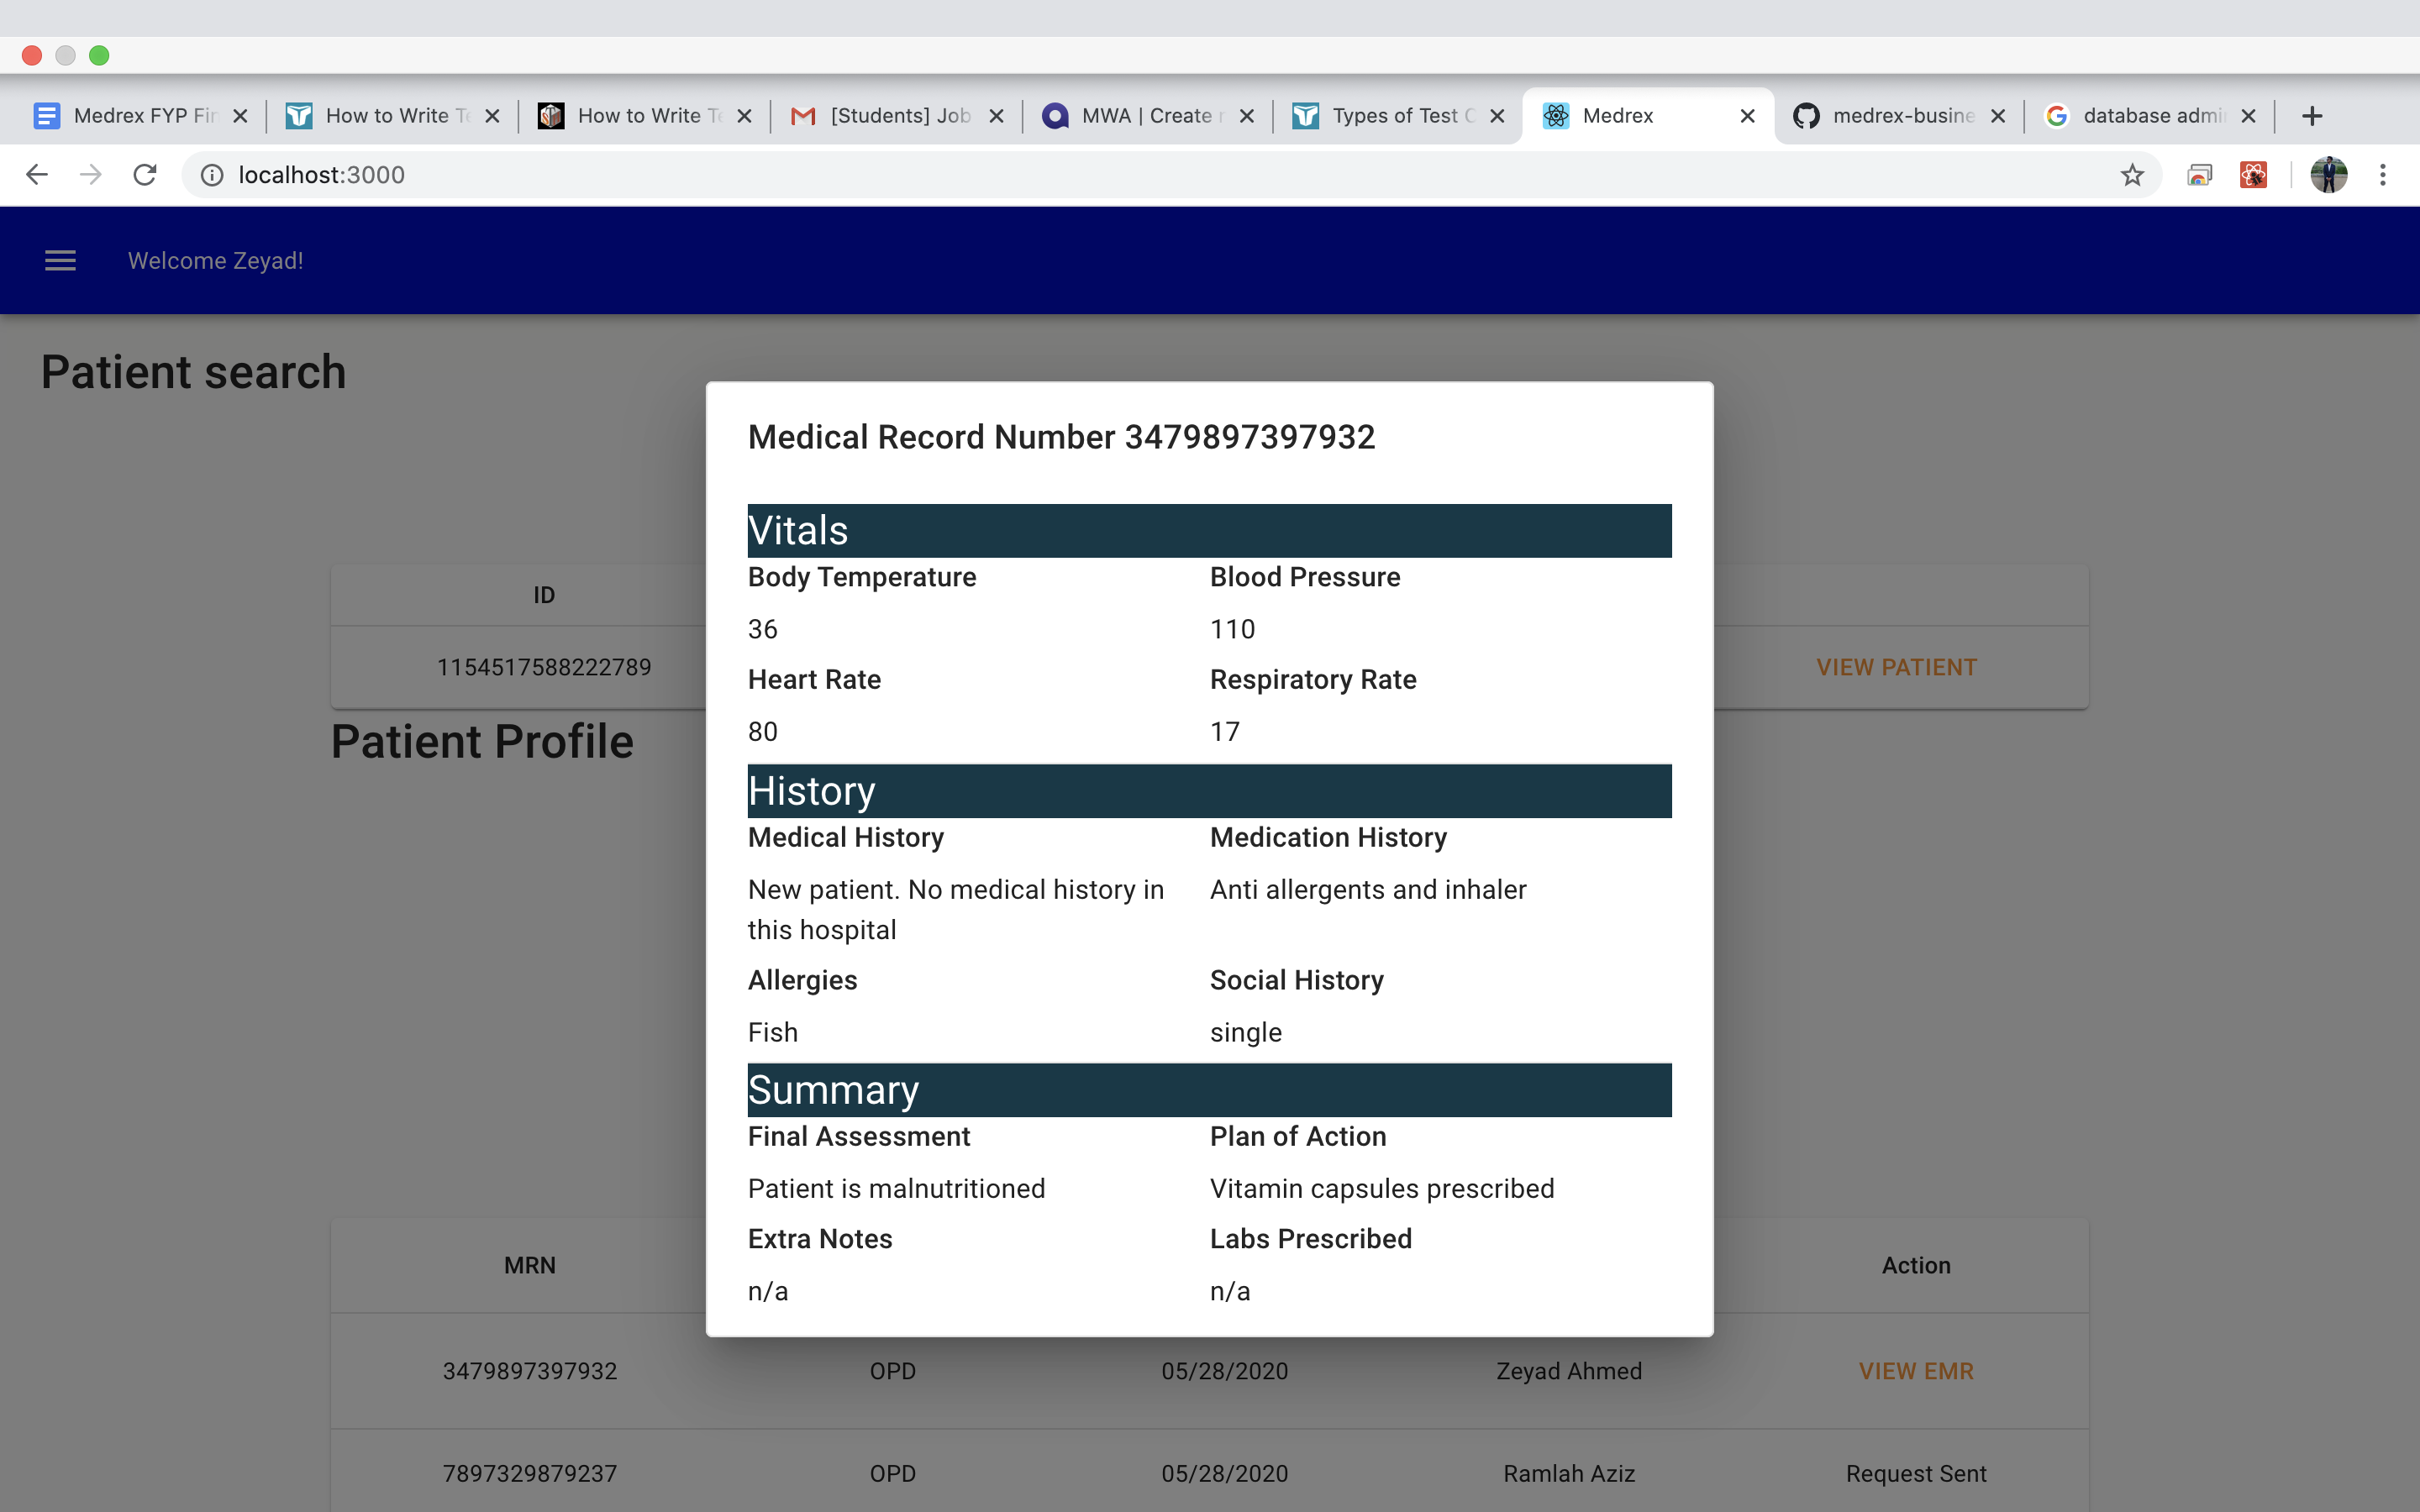 Medrex FYP Fin
How to Write Te
How to Write Te
[Students] Job
MWA | Create
Types of Test C
Medrex
medrex-busine
database admi
localhost:3000
Welcome Zeyad!
Patient search
ID
1154517588222789
VIEW PATIENT
Patient Profile
Medical Record Number 3479897397932
Vitals
Body Temperature Blood Pressure
36 110
Heart Rate Respiratory Rate
80 17
History
Medical History Medication History
New patient. No medical history in Anti allergents and inhaler
this hospital
Allergies Social History
Fish single
Summary
Final Assessment Plan of Action
Patient is malnutritioned Vitamin capsules prescribed
Extra Notes Labs Prescribed
n/a n/a
MRN Action
3479897397932 OPD 05/28/2020 Zeyad Ahmed VIEW EMR
7897329879237 OPD 05/28/2020 Ramlah Aziz Request Sent